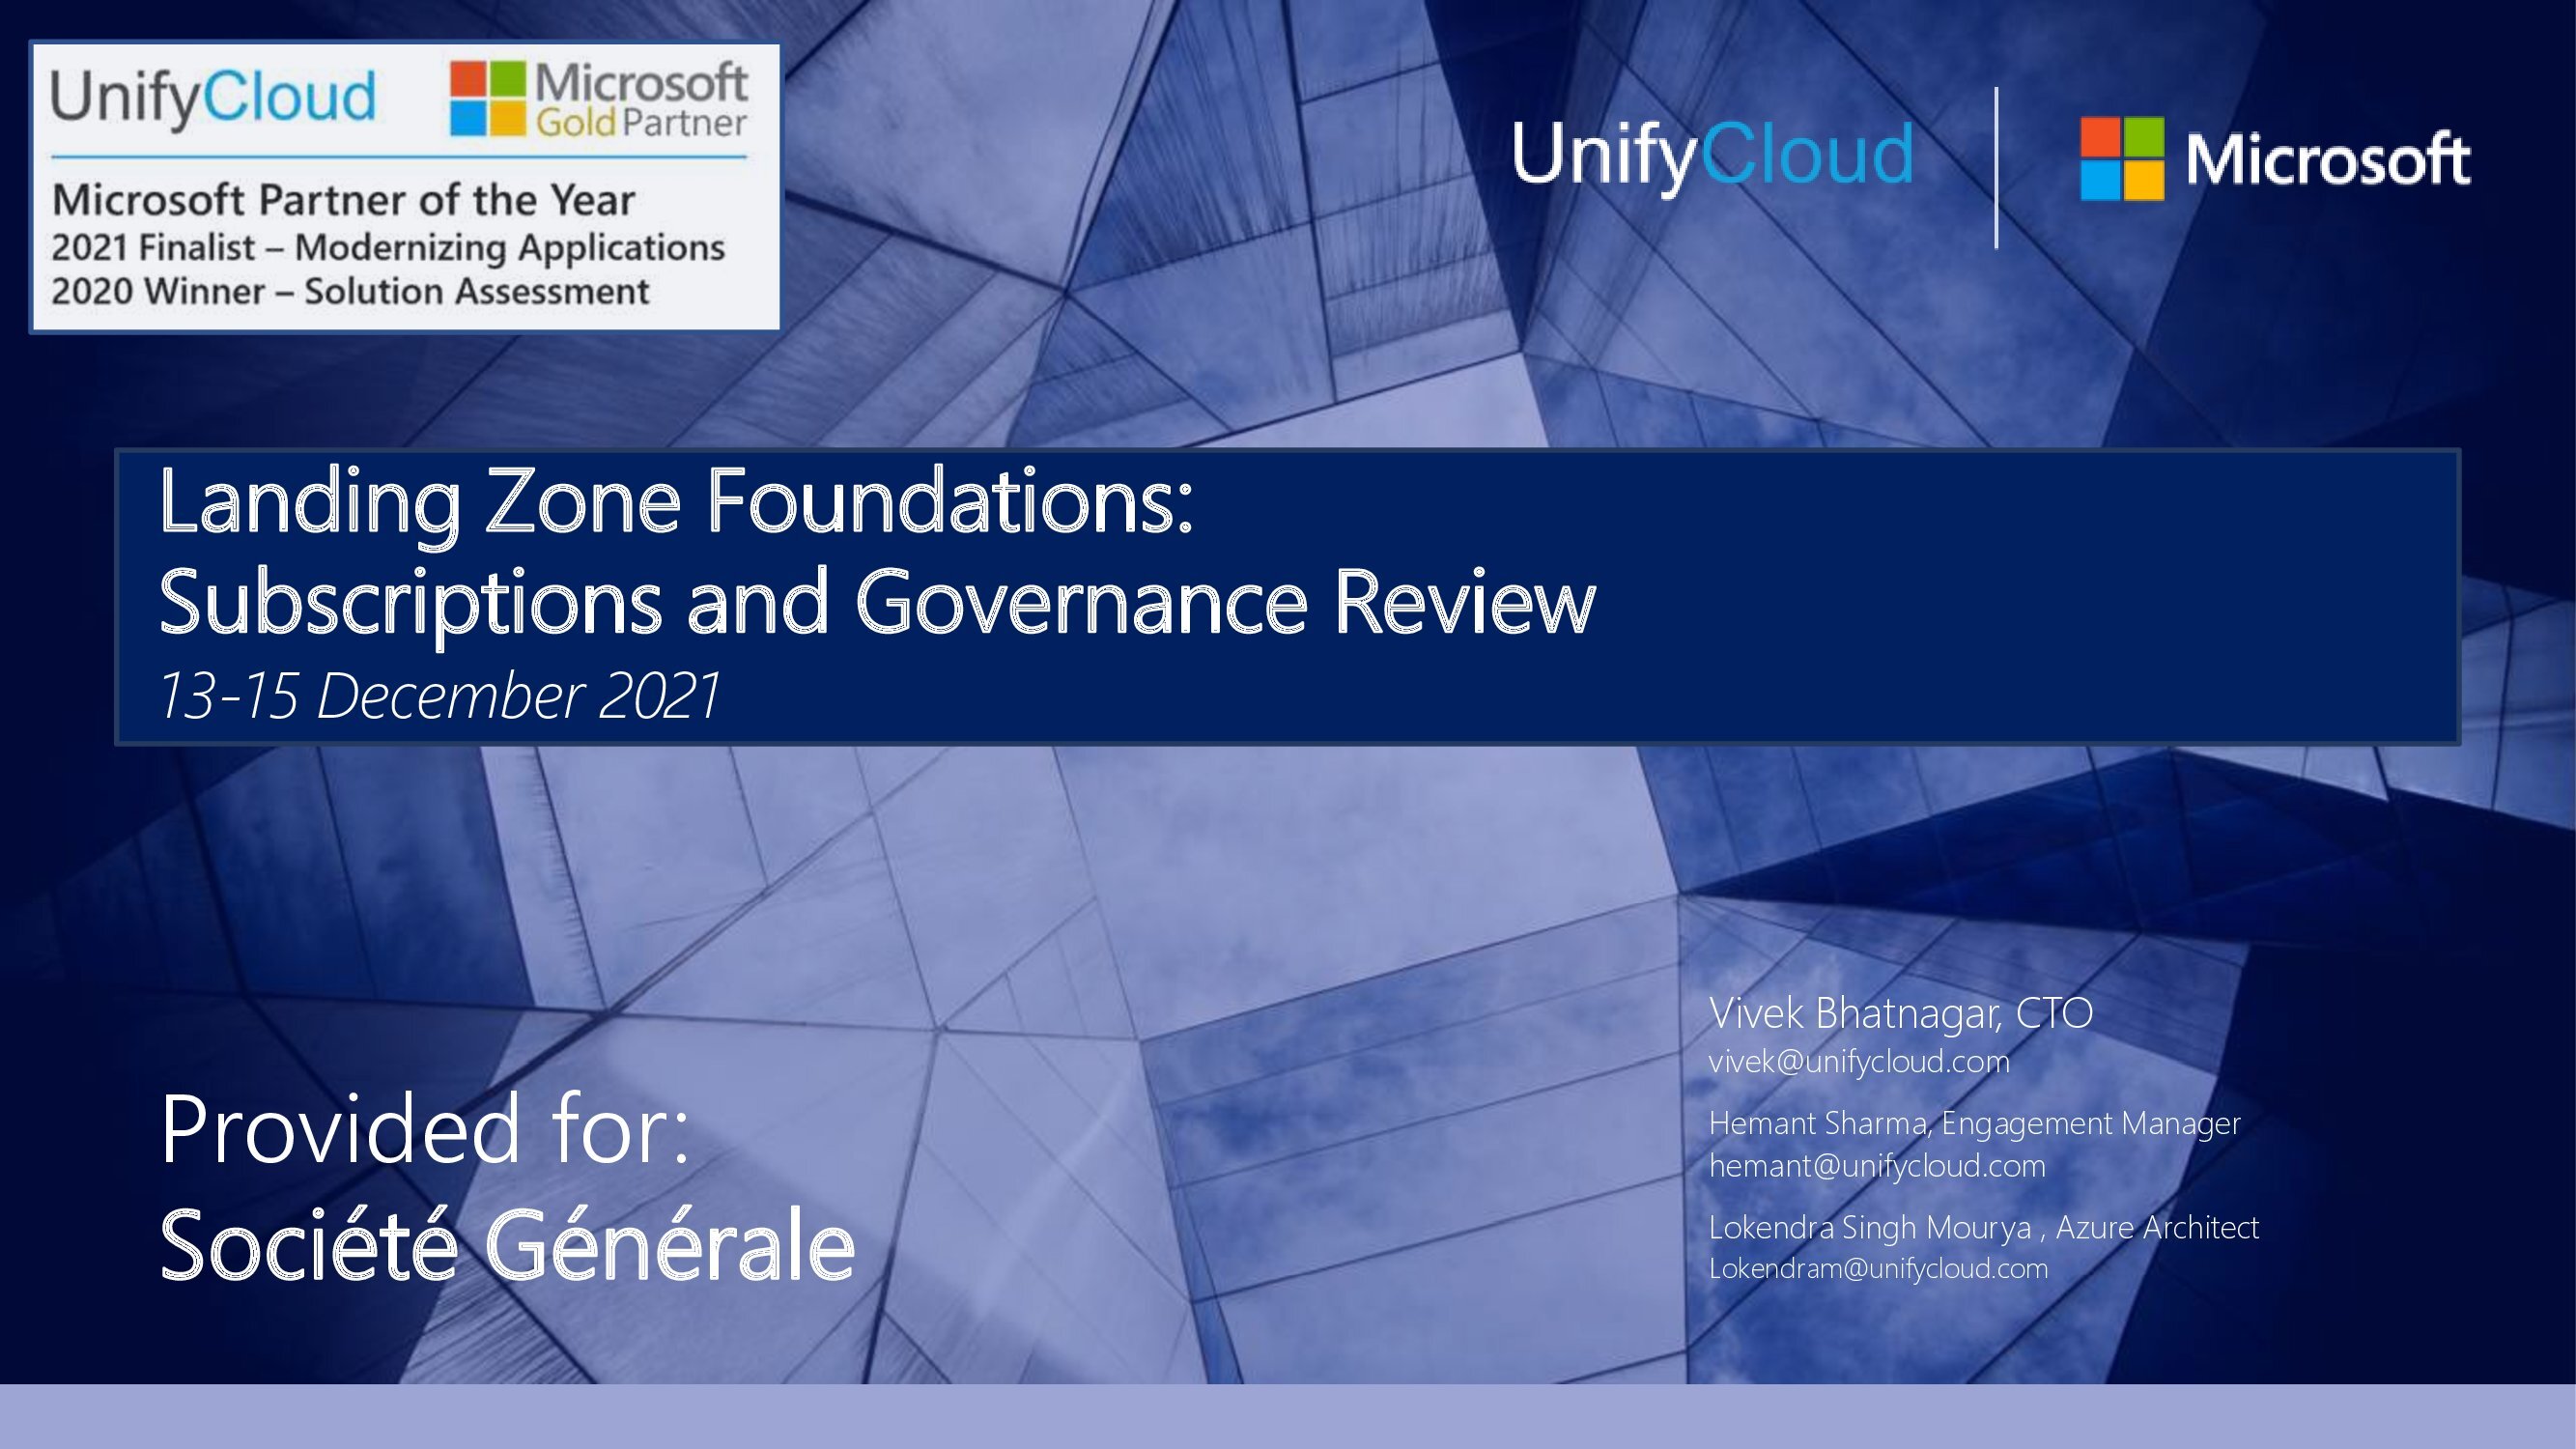 UnifyCloud
Microsoft
Gold Partner
Microsoft Partner of the Year
2021 Finalist – Modernizing Applications
2020 Winner – Solution Assessment
UnifyCloud
Microsoft
Landing Zone Foundations:
Subscriptions and Governance Review
13-15 December 2021
Provided for:
Société Générale
Vivek Bhatnagar, CTO
vivek@unifycloud.com
Hemant Sharma, Engagement Manager
hemant@unifycloud.com
Lokendra Singh Mourya , Azure Architect
Lokendram@unifycloud.com